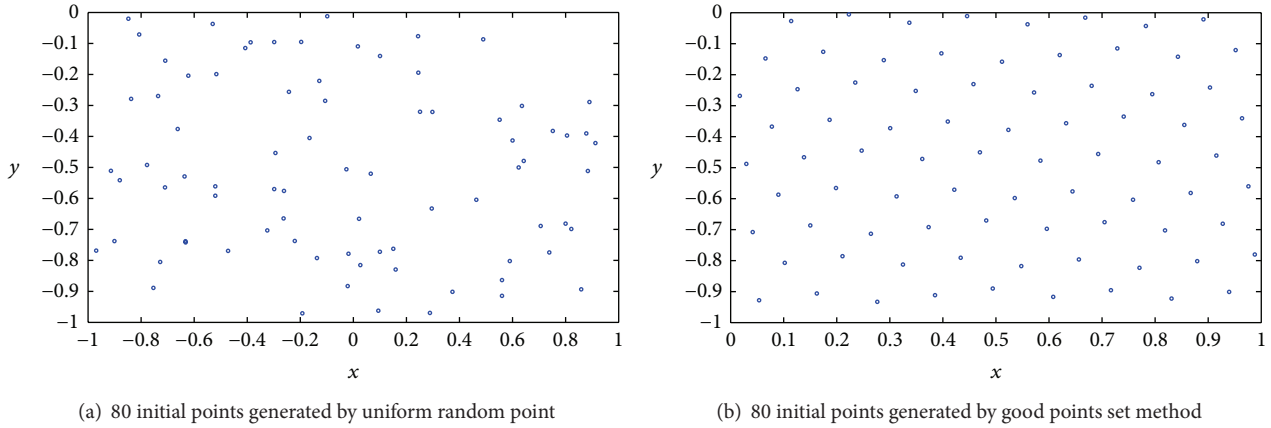 0
−0.1
−0.2
−0.3
−0.4
−0.5
−0.6
−0.7
−0.8
−0.9
−1
y
−1 −0.8 −0.6 −0.4 −0.2 0 0.2 0.4 0.6 0.8 1
x
(a) 80 initial points generated by uniform random point
0
−0.1
−0.2
−0.3
−0.4
−0.5
−0.6
−0.7
−0.8
−0.9
−1
y
0 0.1 0.2 0.3 0.4 0.5 0.6 0.7 0.8 0.9 1
x
(b) 80 initial points generated by good points set method